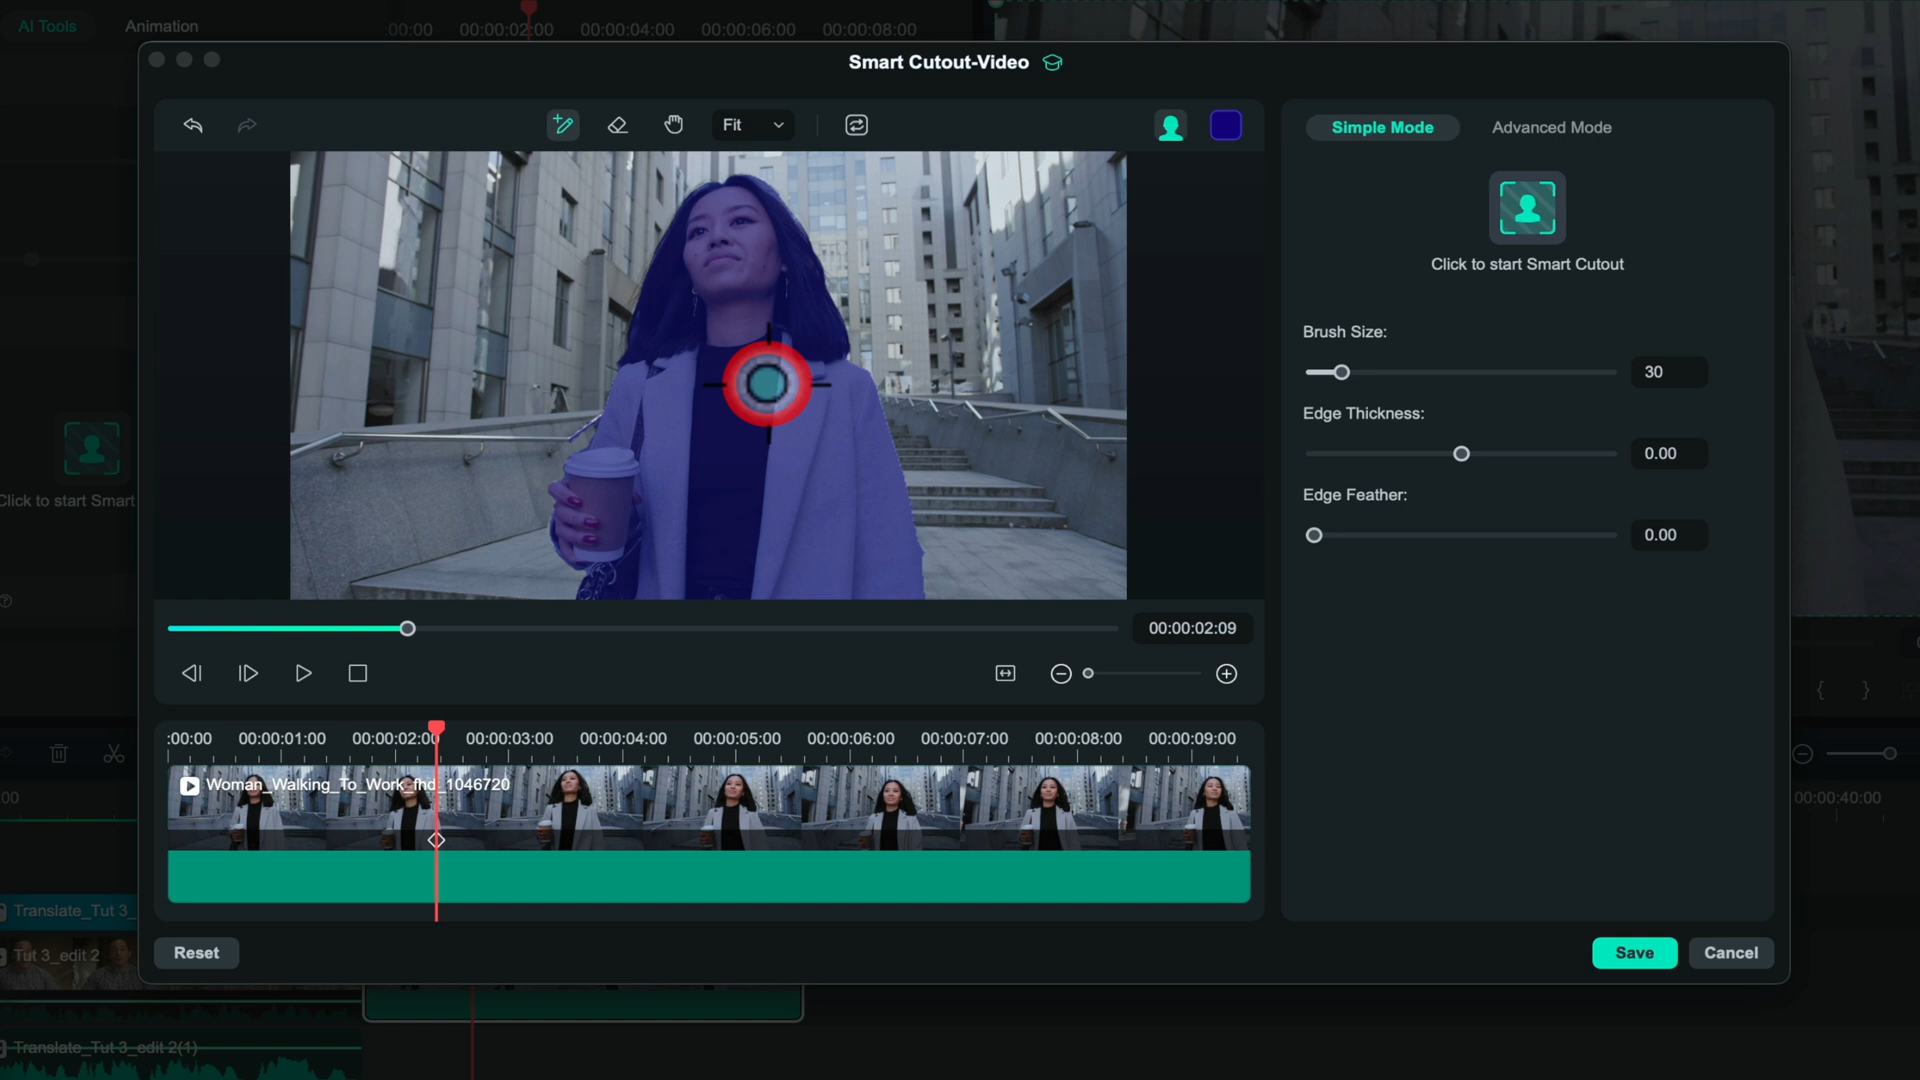 AI Tools
Animation
:00:00
00:00:02:00
00:00:04:00
00:00:06:00
00:00:08:00
Smart Cutout-Video
Fit
Simple Mode
Advanced Mode
Click to start Smart Cutout
Brush Size:
30
Edge Thickness:
0.00
Edge Feather:
0.00
Click to start Smart
00:00:02:09
:00:00
00:00:01:00
00:00:02:00
00:00:03:00
00:00:04:00
00:00:05:00
00:00:06:00
00:00:07:00
00:00:08:00
00:00:09:00
Woman_Walking_To_Work_fhd_1046720
:00
00:00:40:00
Translate_Tut 3_
Tut 3_edit 2
Reset
Save
Cancel
Translate_Tut 3_edit 2(1)